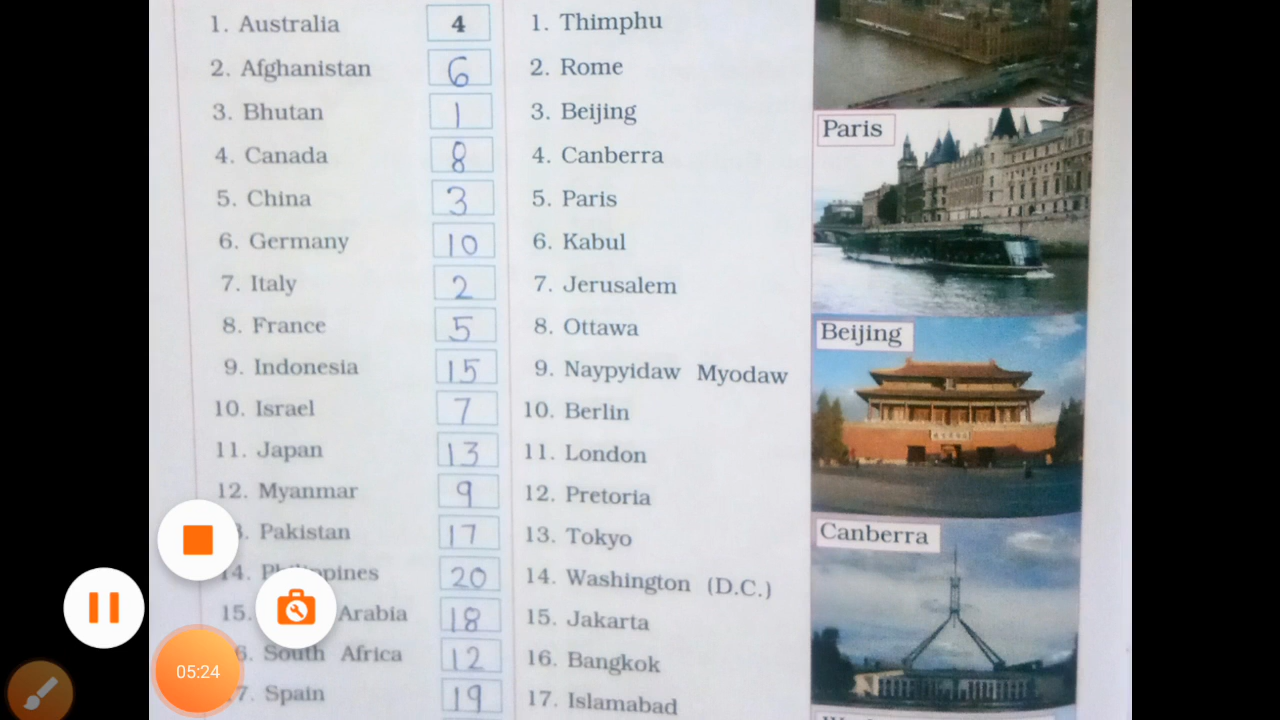 1. Australia 4 1. Thimphu
2. Afghanistan 6 2. Rome
3. Bhutan 1 3. Beijing
Paris
4. Canada 8 4. Canberra
5. China 3 5. Paris
6. Germany 10 6. Kabul
7. Italy 2 7. Jerusalem
8. France 5 8. Ottawa
Beijing
9. Indonesia 15 9. Naypyidaw Myodaw
10. Israel 7 10. Berlin
11. Japan 13 11. London
12. Myanmar 9 12. Pretoria
Pakistan 17 13. Tokyo
Canberra
20 14. Washington (D.C.)
15. Arabia 18 15. Jakarta
South Africa 12 16. Bangkok
Spain 19 17. Islamabad
05:24